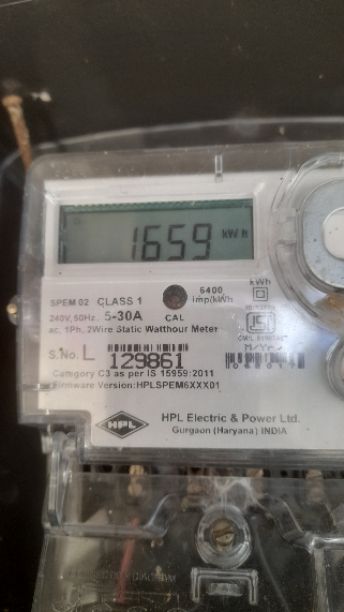 1659 kWh
SPEM 02 CLASS 1
6400 imp/kWh
kWh
240V, 50Hz. 5-30A CAL
ac, 1Ph, 2Wire Static Watthour Meter
S.No. L 129861
M/Yr
Category C3 as per IS 15959:2011
Firmware Version:HPLSPEM6XXX01
HPL
HPL Electric & Power Ltd.
Gurgaon (Haryana) INDIA